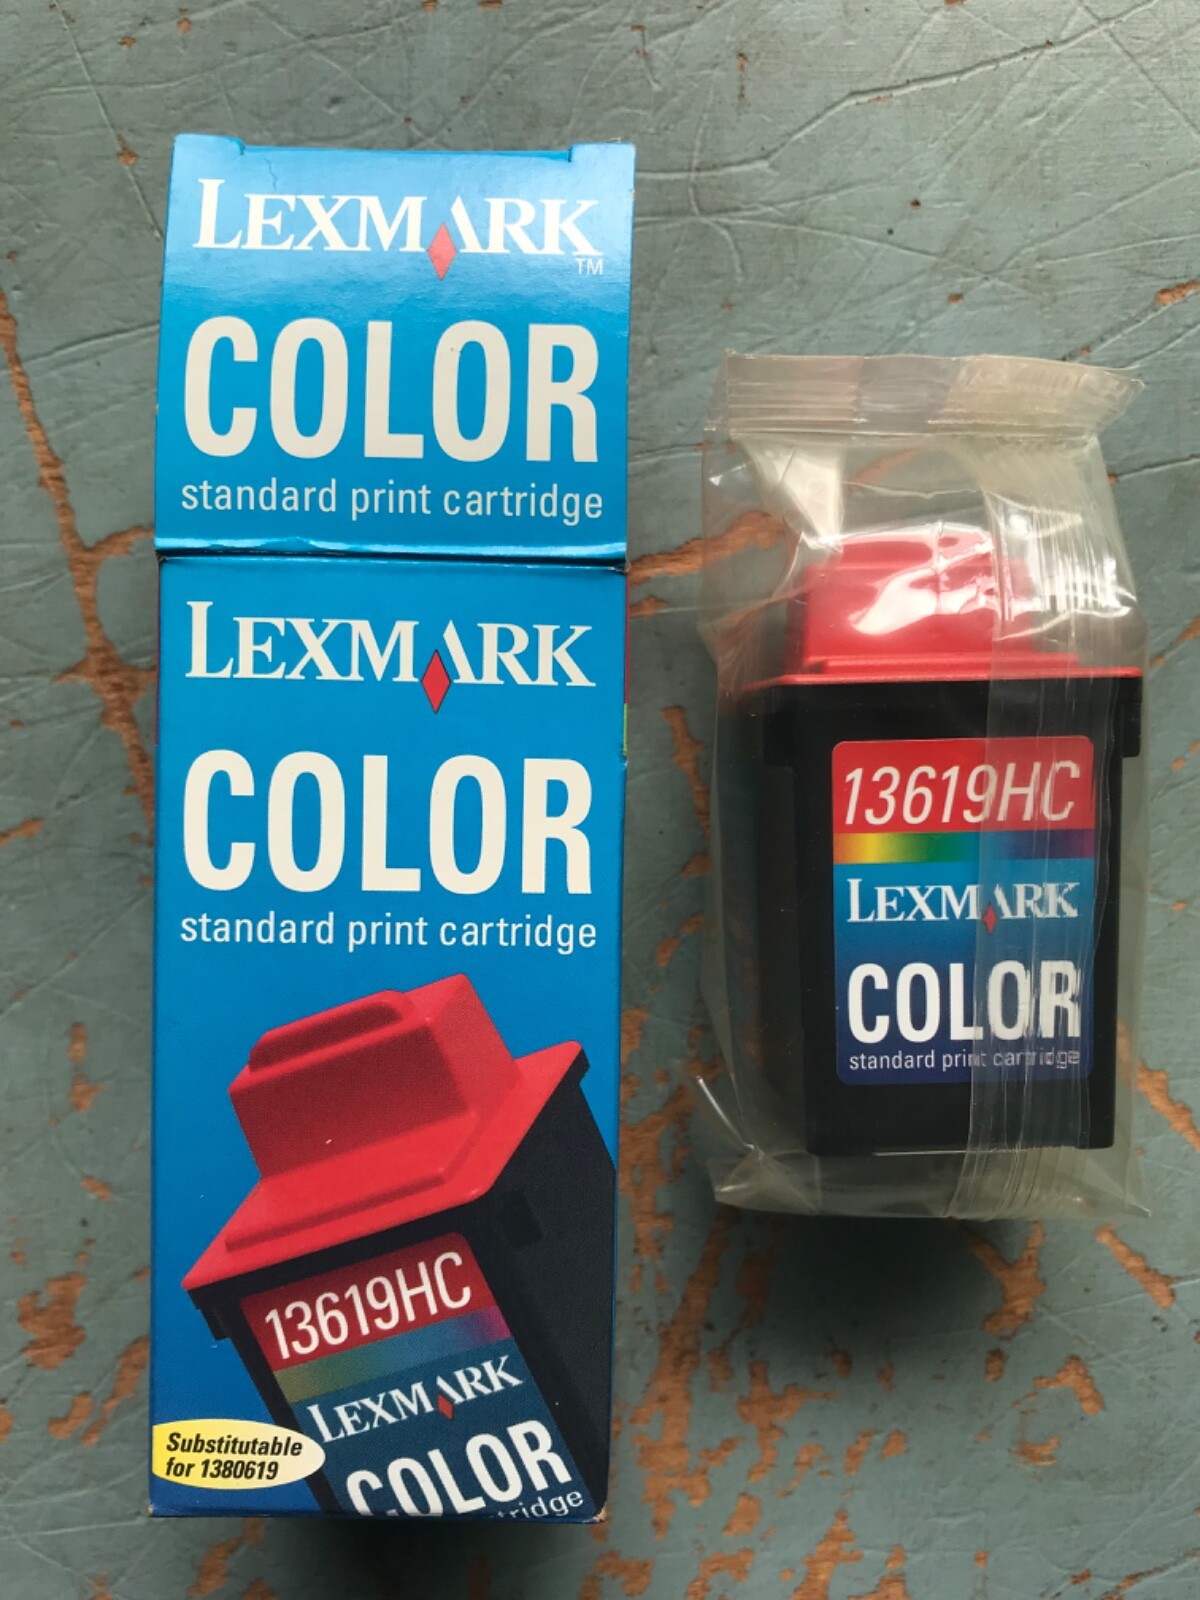 LEXMARK
TM
COLOR
standard print cartridge
LEXMARK
COLOR
standard print cartridge
13619HC
LEXMARK
COLOR
tridge
Substitutable
for 1380619
13619HC
LEXMARK
COLOR
standard print cartridge